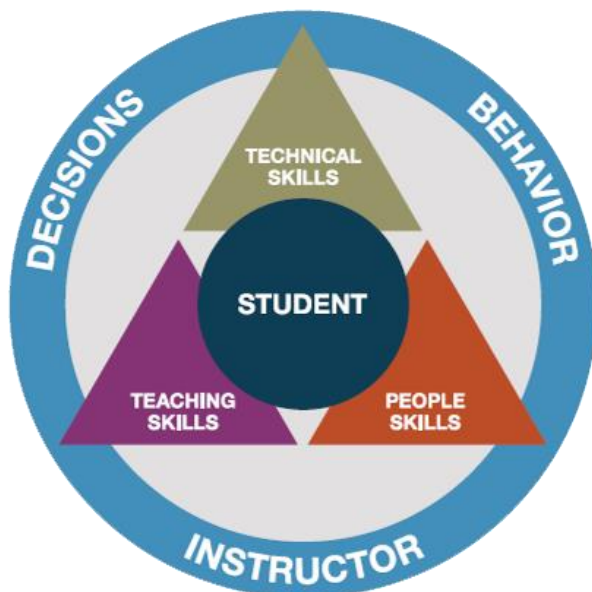 DECISIONS
BEHAVIOR
TECHNICAL
SKILLS
STUDENT
TEACHING
SKILLS
PEOPLE
SKILLS
INSTRUCTOR